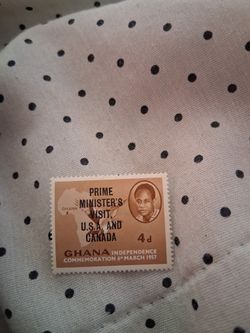 PRIME
MINISTER'S
VISIT,
U.S.A. AND
CANADA
4d
GHANA INDEPENDENCE
COMMEMORATION 6th MARCH 1957